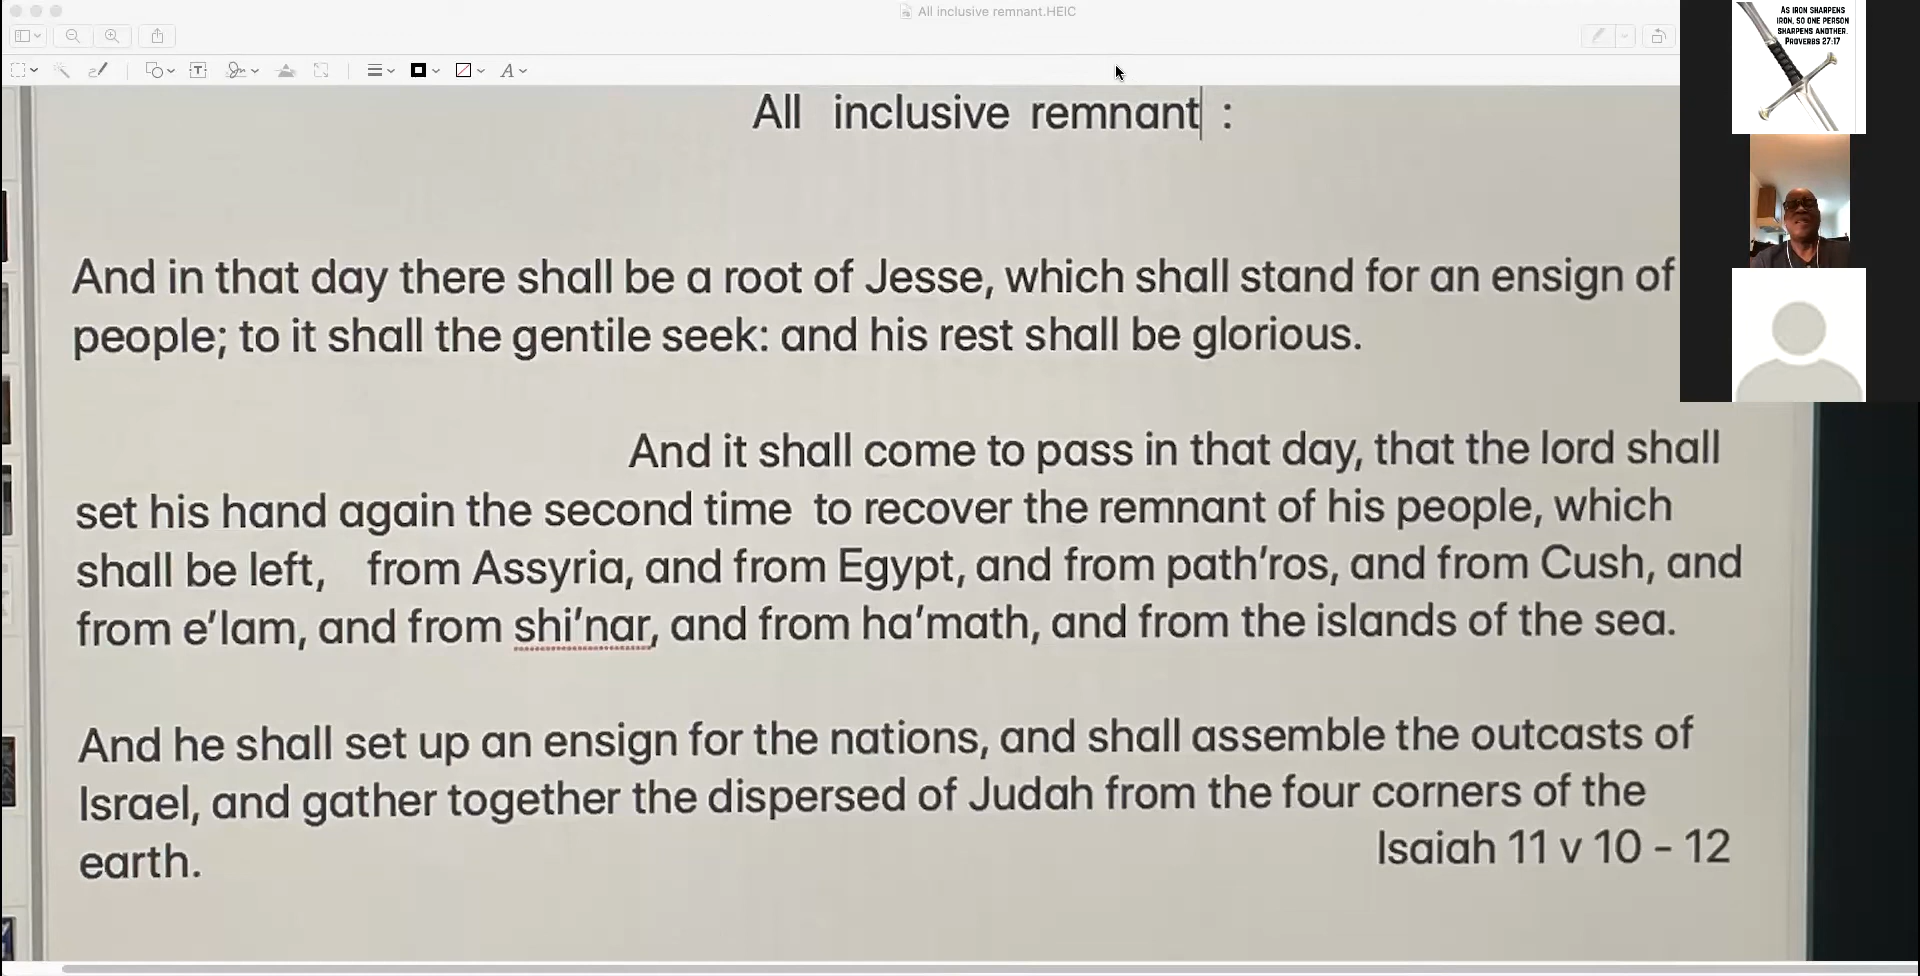 All inclusive remnant.HEIC
AS IRON SHARPENS
IRON, SO ONE PERSON
SHARPENS ANOTHER.
PROVERBS 27:17
All inclusive remnant :
And in that day there shall be a root of Jesse, which shall stand for an ensign of
people; to it shall the gentile seek: and his rest shall be glorious.
And it shall come to pass in that day, that the lord shall
set his hand again the second time to recover the remnant of his people, which
shall be left, from Assyria, and from Egypt, and from path'ros, and from Cush, and
from e'lam, and from shi'nar, and from ha'math, and from the islands of the sea.
And he shall set up an ensign for the nations, and shall assemble the outcasts of
Israel, and gather together the dispersed of Judah from the four corners of the
earth.
Isaiah 11 v 10 - 12